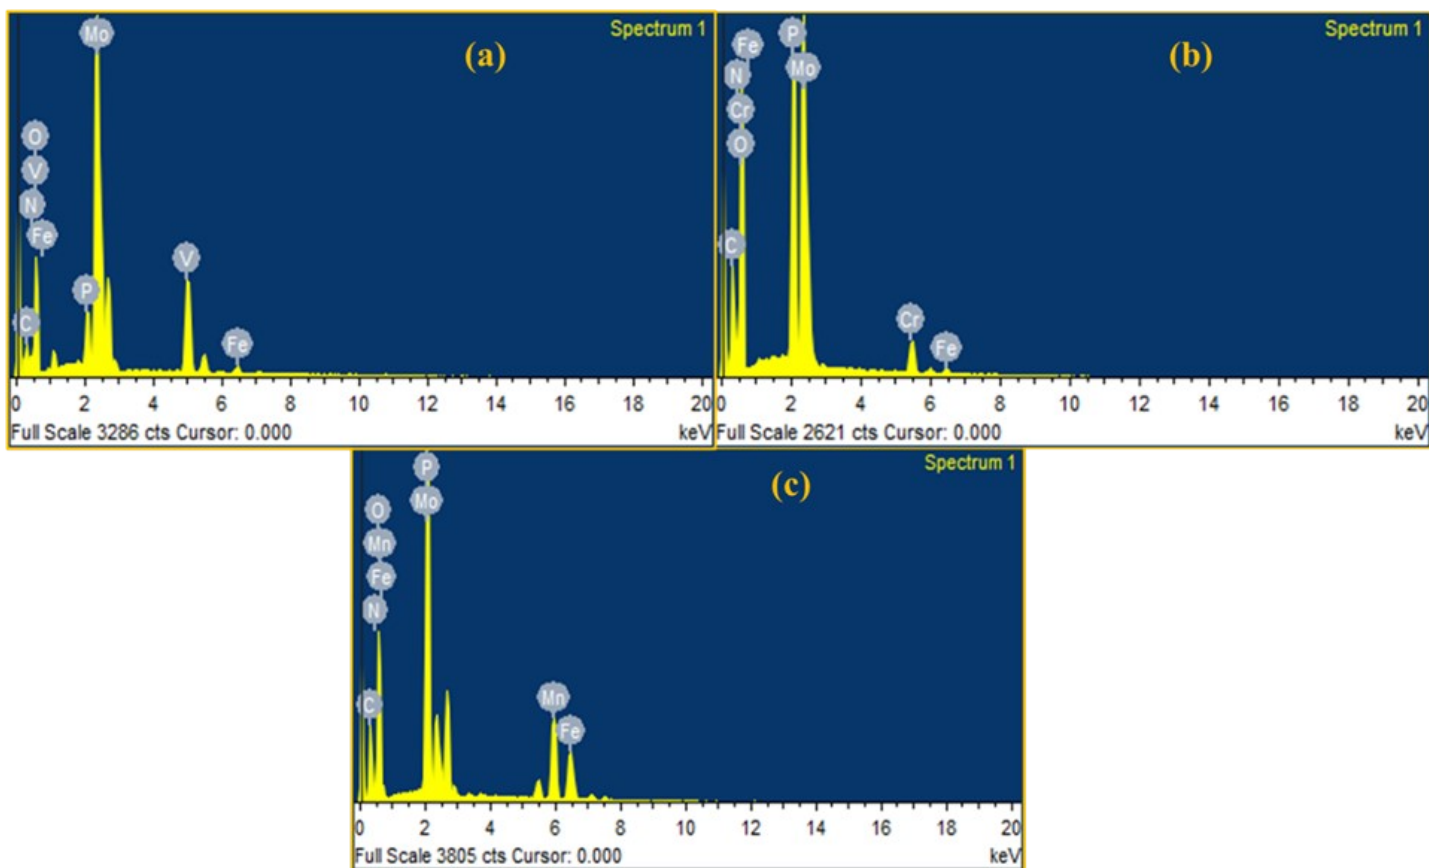 Spectrum 1
(a)
Mo
O
V
N
Fe
C
P
V
Fe
0 2 4 6 8 10 12 14 16 18 20
Full Scale 3286 cts Cursor: 0.000 keV
Spectrum 1
(b)
Fe
P
N
Mo
Cr
O
C
Cr
Fe
0 2 4 6 8 10 12 14 16 18 20
Full Scale 2621 cts Cursor: 0.000 keV
Spectrum 1
(c)
P
Mo
O
Mn
Fe
N
C
Mn
Fe
0 2 4 6 8 10 12 14 16 18 20
Full Scale 3805 cts Cursor: 0.000 keV